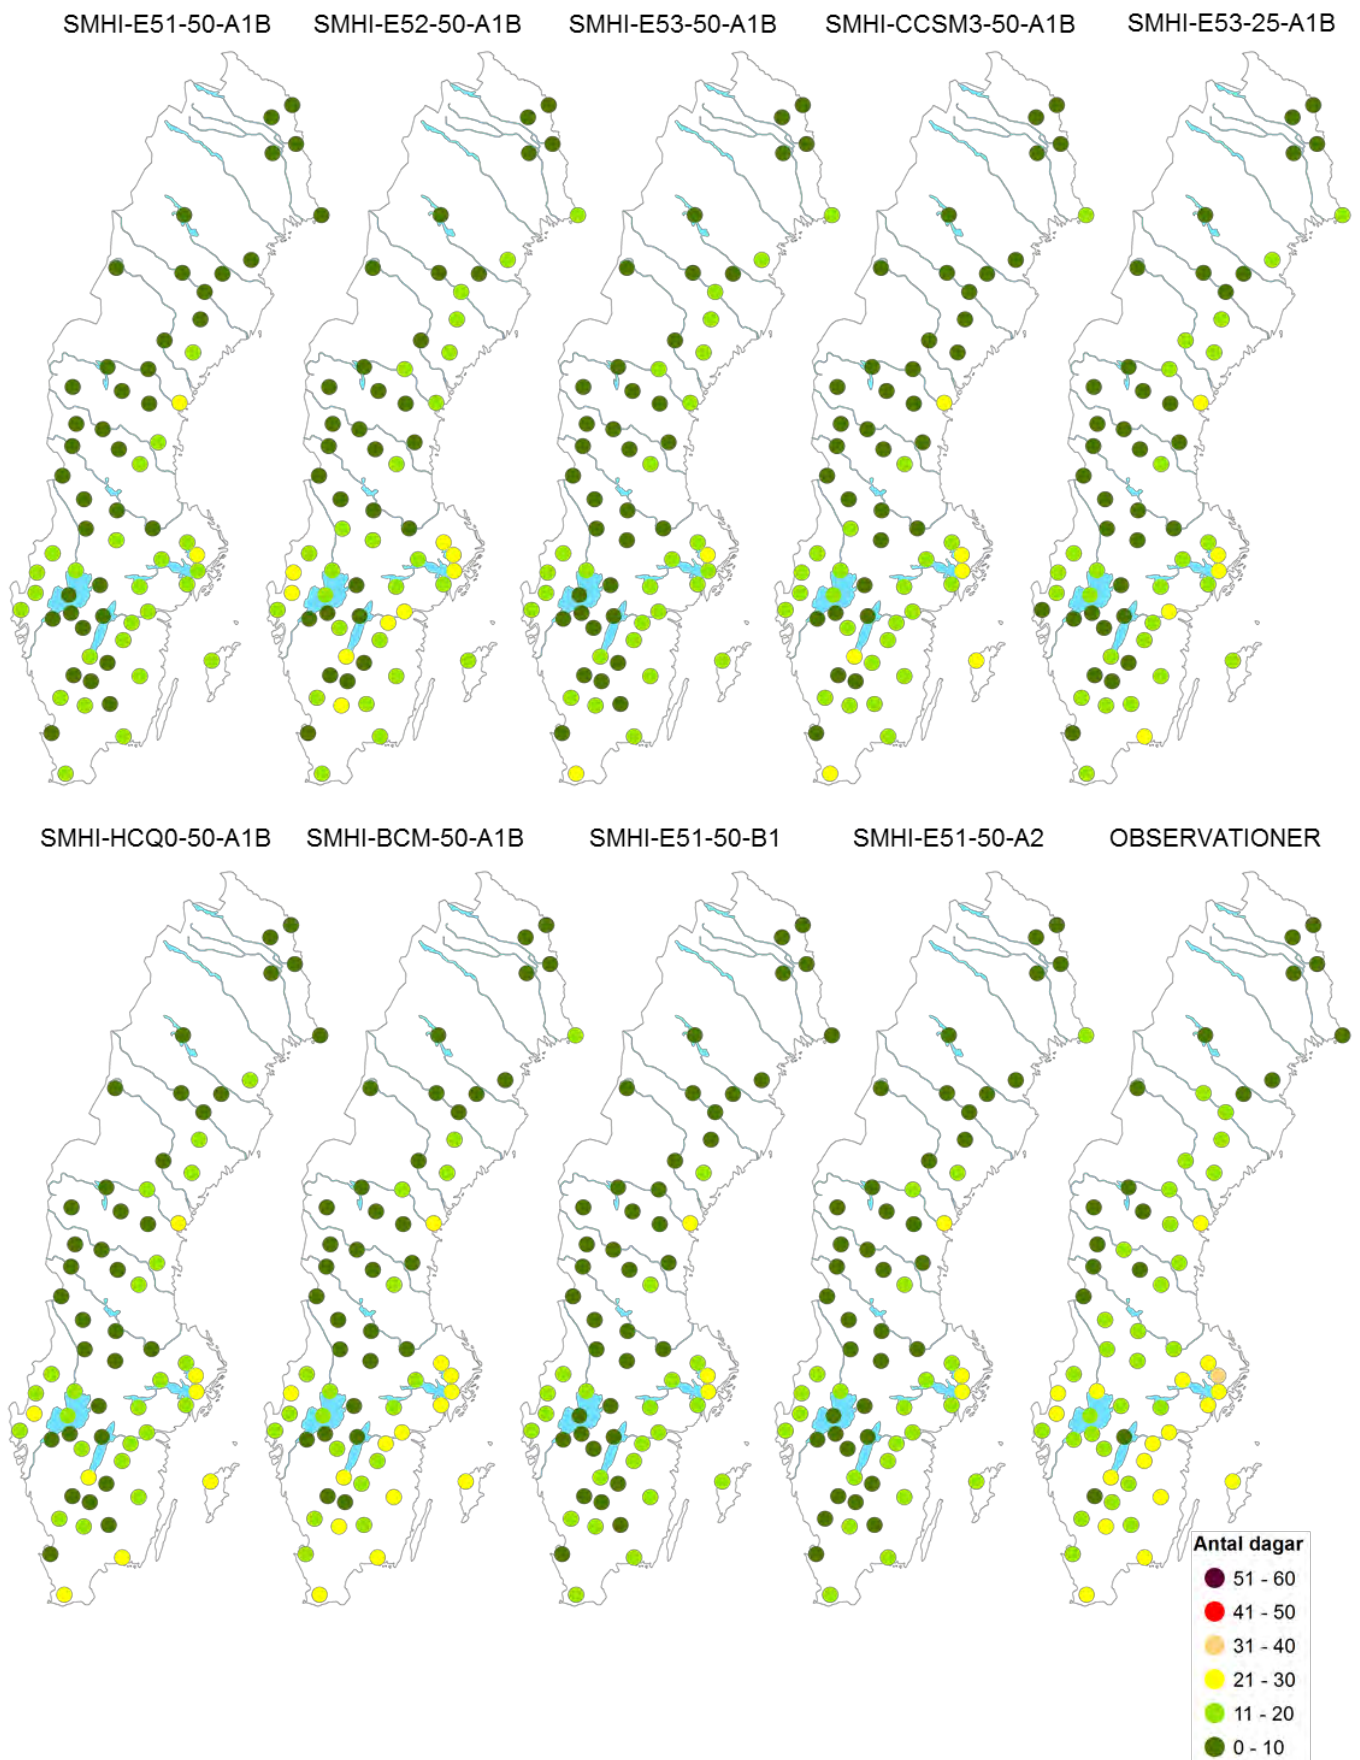 SMHI-E51-50-A1B SMHI-E52-50-A1B SMHI-E53-50-A1B SMHI-CCSM3-50-A1B SMHI-E53-25-A1B
SMHI-HCQ0-50-A1B SMHI-BCM-50-A1B SMHI-E51-50-B1 SMHI-E51-50-A2 OBSERVATIONER
Antal dagar
51 - 60
41 - 50
31 - 40
21 - 30
11 - 20
0 - 10